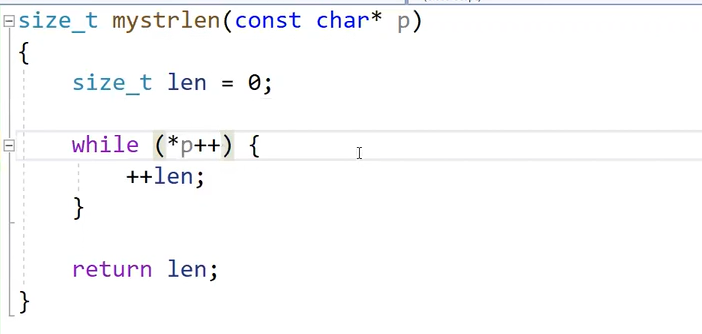 size_t mystrlen(const char* p)
{
size_t len = 0;
while (*p++) {
++len;
}
return len;
}